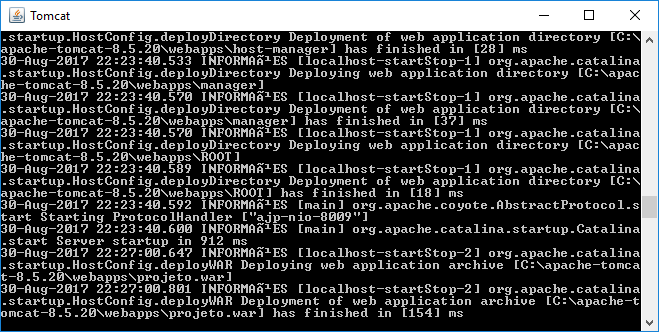 Tomcat
.startup.HostConfig.deployDirectory Deployment of web application directory [C:\
apache-tomcat-8.5.20\webapps\host-manager] has finished in [28] ms
30-Aug-2017 22:23:40.533 INFORMAÃ¹ES [localhost-startStop-1] org.apache.catalina
.startup.HostConfig.deployDirectory Deploying web application directory [C:\apac
he-tomcat-8.5.20\webapps\manager]
30-Aug-2017 22:23:40.570 INFORMAÃ¹ES [localhost-startStop-1] org.apache.catalina
.startup.HostConfig.deployDirectory Deployment of web application directory [C:\
apache-tomcat-8.5.20\webapps\manager] has finished in [37] ms
30-Aug-2017 22:23:40.570 INFORMAÃ¹ES [localhost-startStop-1] org.apache.catalina
.startup.HostConfig.deployDirectory Deploying web application directory [C:\apac
he-tomcat-8.5.20\webapps\ROOT]
30-Aug-2017 22:23:40.589 INFORMAÃ¹ES [localhost-startStop-1] org.apache.catalina
.startup.HostConfig.deployDirectory Deployment of web application directory [C:\
apache-tomcat-8.5.20\webapps\ROOT] has finished in [18] ms
30-Aug-2017 22:23:40.592 INFORMAÃ¹ES [main] org.apache.coyote.AbstractProtocol.s
tart Starting ProtocolHandler ["ajp-nio-8009"]
30-Aug-2017 22:23:40.600 INFORMAÃ¹ES [main] org.apache.catalina.startup.Catalina
.start Server startup in 912 ms
30-Aug-2017 22:27:00.647 INFORMAÃ¹ES [localhost-startStop-2] org.apache.catalina
.startup.HostConfig.deployWAR Deploying web application archive [C:\apache-tomca
t-8.5.20\webapps\projeto.war]
30-Aug-2017 22:27:00.801 INFORMAÃ¹ES [localhost-startStop-2] org.apache.catalina
.startup.HostConfig.deployWAR Deployment of web application archive [C:\apache-t
omcat-8.5.20\webapps\projeto.war] has finished in [154] ms